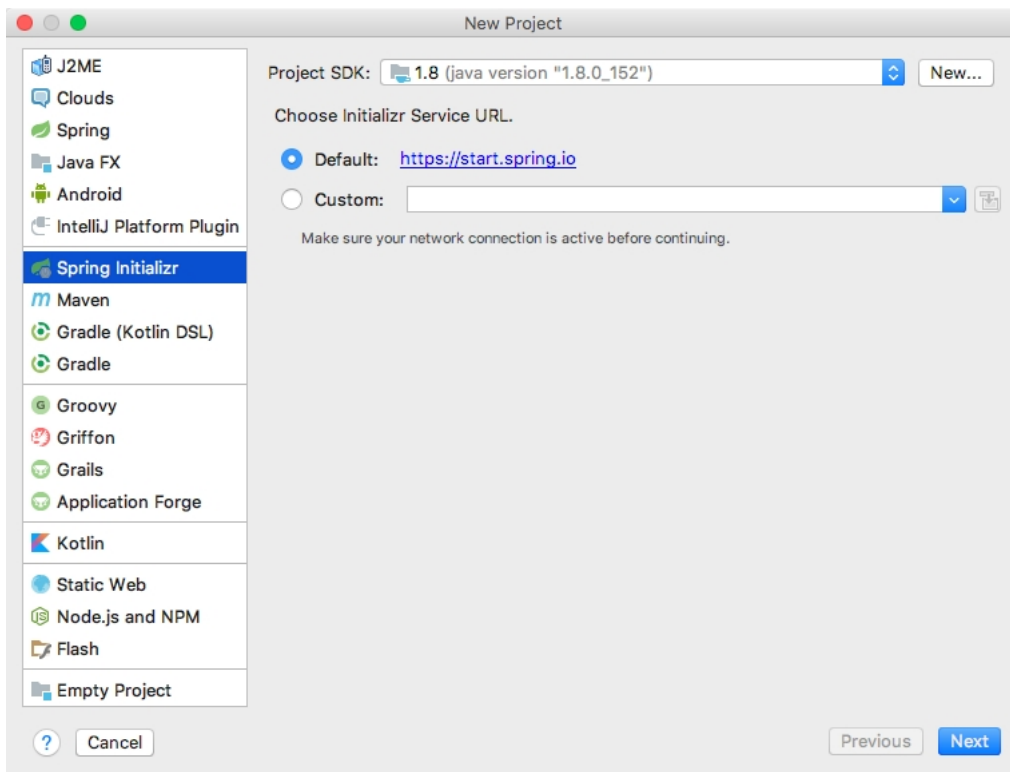 New Project
J2ME
Clouds
Spring
Java FX
Android
IntelliJ Platform Plugin
Spring Initializr
Maven
Gradle (Kotlin DSL)
Gradle
Groovy
Griffon
Grails
Application Forge
Kotlin
Static Web
Node.js and NPM
Flash
Empty Project
Project SDK: 1.8 (java version "1.8.0_152") New...
Choose Initializr Service URL.
Default: https://start.spring.io
Custom:
Make sure your network connection is active before continuing.
? Cancel Previous Next